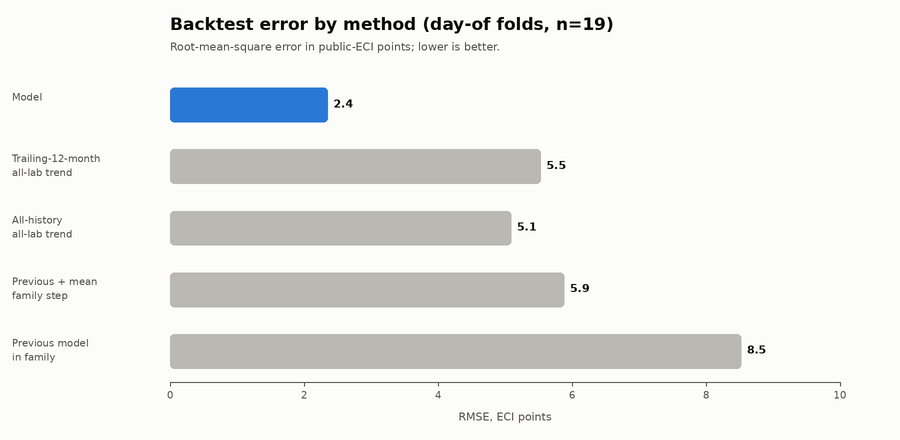 Backtest error by method (day-of folds, n=19)
Root-mean-square error in public-ECI points; lower is better.
Model
2.4
Trailing-12-month
all-lab trend
5.5
All-history
all-lab trend
5.1
Previous + mean
family step
5.9
Previous model
in family
8.5
0 2 4 6 8 10
RMSE, ECI points